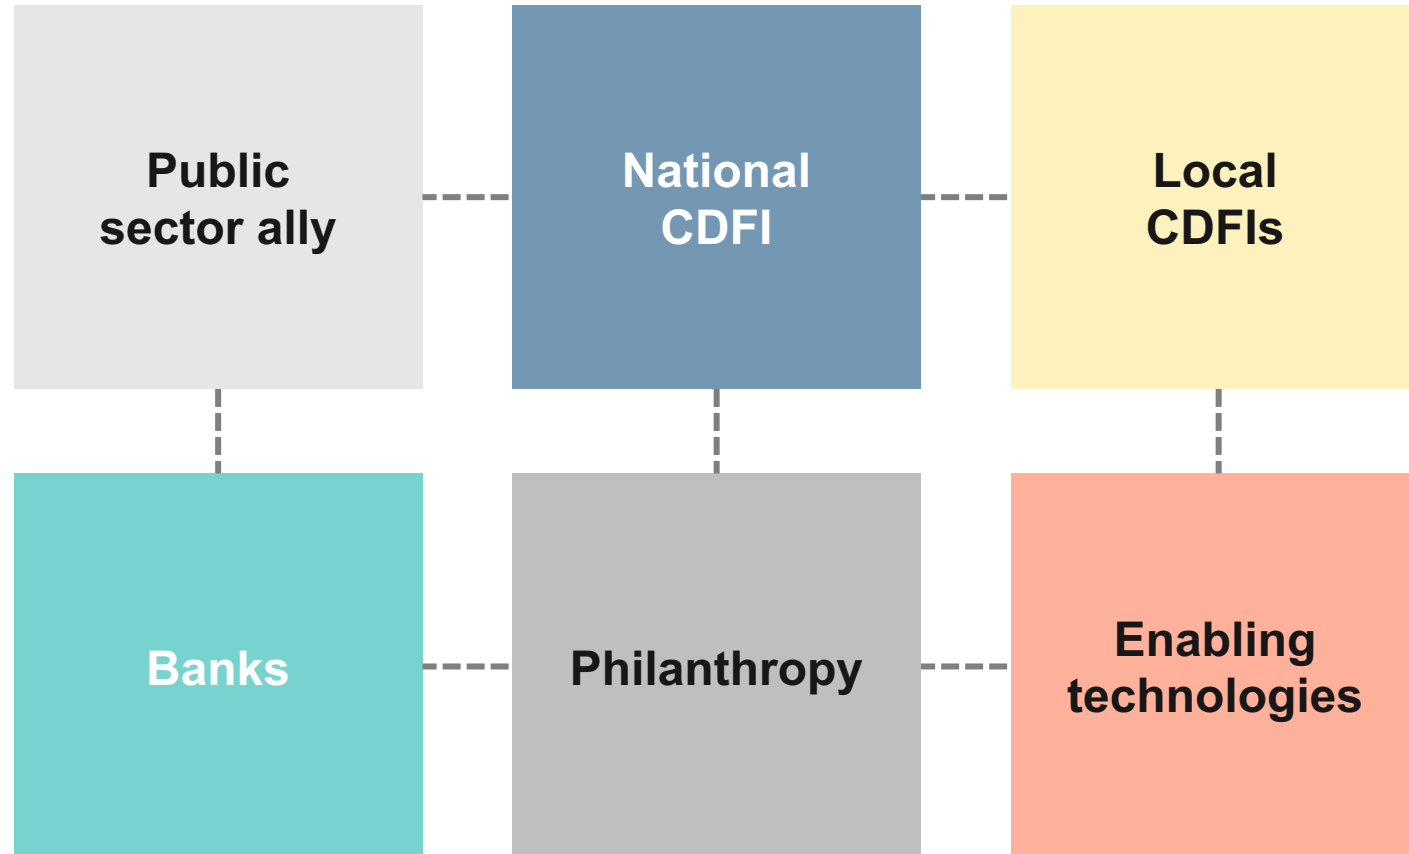 Public
sector ally
National
CDFI
Local
CDFIs
Banks
Philanthropy
Enabling
technologies